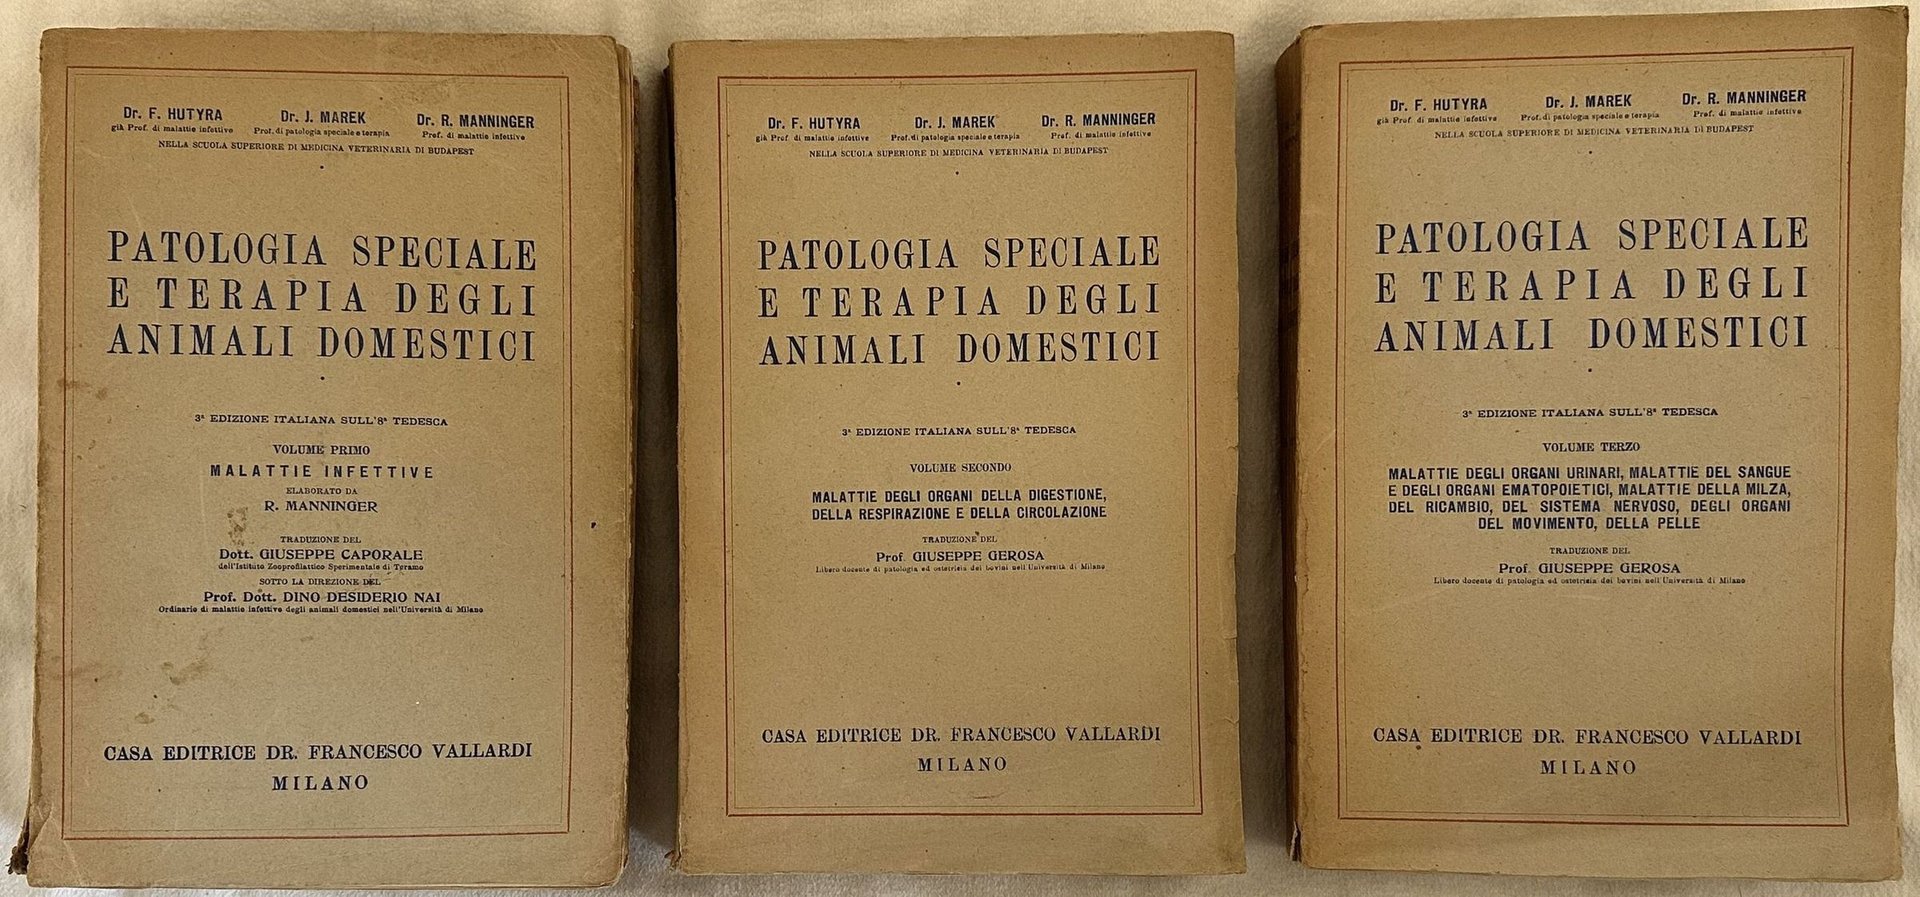 Dr. F. HUTYRA Dr. J. MAREK Dr. R. MANNINGER
già Prof. di malattie infettive Prof. di patologia speciale e terapia Prof. di malattie infettive
NELLA SCUOLA SUPERIORE DI MEDICINA VETERINARIA DI BUDAPEST
PATOLOGIA SPECIALE
E TERAPIA DEGLI
ANIMALI DOMESTICI
3ª EDIZIONE ITALIANA SULL'8ª TEDESCA
VOLUME PRIMO
MALATTIE INFETTIVE
ELABORATO DA
R. MANNINGER
TRADUZIONE DEL
Dott. GIUSEPPE CAPORALE
dell'Istituto Zooprofilattico Sperimentale di Teramo
SOTTO LA DIREZIONE DEL
Prof. Dott. DINO DESIDERIO NAI
Ordinario di malattie infettive degli animali domestici nell'Università di Milano
CASA EDITRICE DR. FRANCESCO VALLARDI
MILANO
Dr. F. HUTYRA Dr. J. MAREK Dr. R. MANNINGER
già Prof. di malattie infettive Prof. di patologia speciale e terapia Prof. di malattie infettive
NELLA SCUOLA SUPERIORE DI MEDICINA VETERINARIA DI BUDAPEST
PATOLOGIA SPECIALE
E TERAPIA DEGLI
ANIMALI DOMESTICI
3ª EDIZIONE ITALIANA SULL'8ª TEDESCA
VOLUME SECONDO
MALATTIE DEGLI ORGANI DELLA DIGESTIONE,
DELLA RESPIRAZIONE E DELLA CIRCOLAZIONE
TRADUZIONE DEL
Prof. GIUSEPPE GEROSA
Libero docente di patologia ed ostetricia dei bovini nell'Università di Milano
CASA EDITRICE DR. FRANCESCO VALLARDI
MILANO
Dr. F. HUTYRA Dr. J. MAREK Dr. R. MANNINGER
già Prof. di malattie infettive Prof. di patologia speciale e terapia Prof. di malattie infettive
NELLA SCUOLA SUPERIORE DI MEDICINA VETERINARIA DI BUDAPEST
PATOLOGIA SPECIALE
E TERAPIA DEGLI
ANIMALI DOMESTICI
3ª EDIZIONE ITALIANA SULL'8ª TEDESCA
VOLUME TERZO
MALATTIE DEGLI ORGANI URINARI, MALATTIE DEL SANGUE
E DEGLI ORGANI EMATOPOIETICI, MALATTIE DELLA MILZA,
DEL RICAMBIO, DEL SISTEMA NERVOSO, DEGLI ORGANI
DEL MOVIMENTO, DELLA PELLE
TRADUZIONE DEL
Prof. GIUSEPPE GEROSA
Libero docente di patologia ed ostetricia dei bovini nell'Università di Milano
CASA EDITRICE DR. FRANCESCO VALLARDI
MILANO